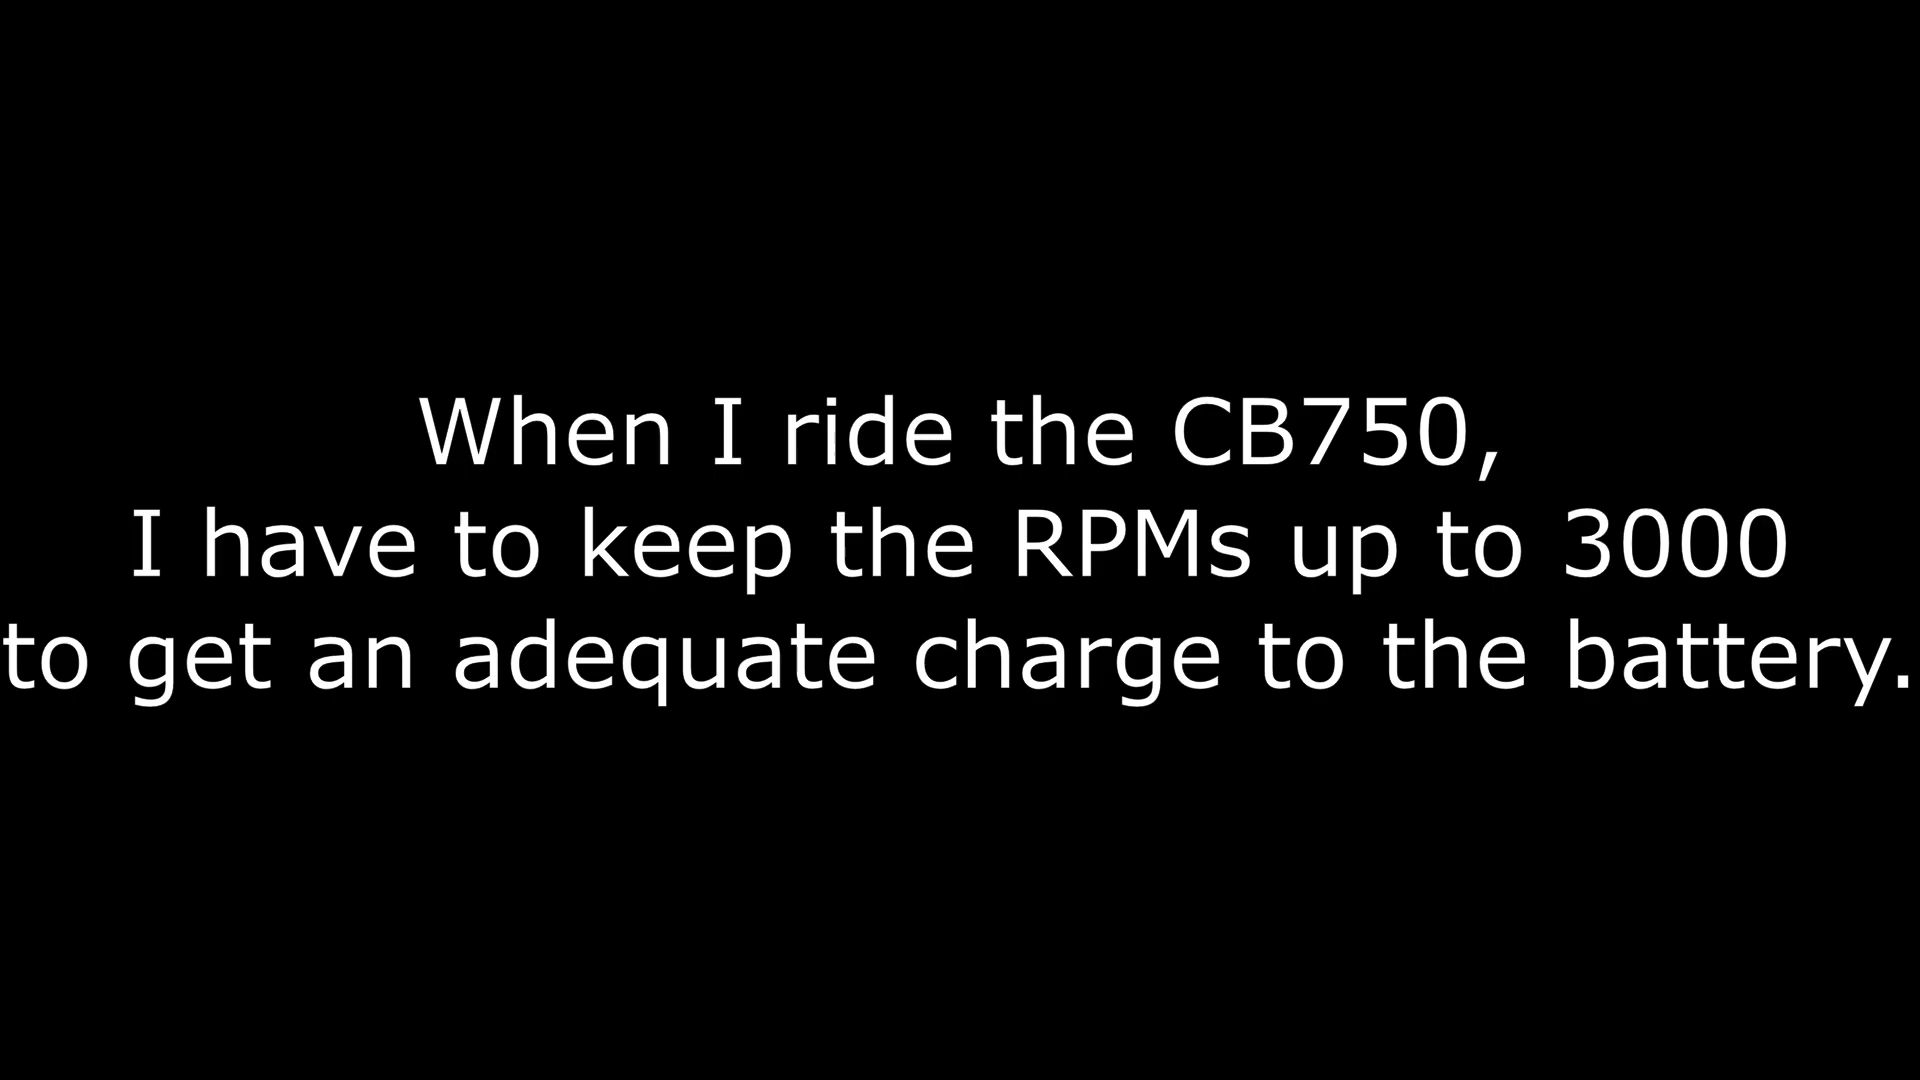 When I ride the CB750,
I have to keep the RPMs up to 3000
to get an adequate charge to the battery.